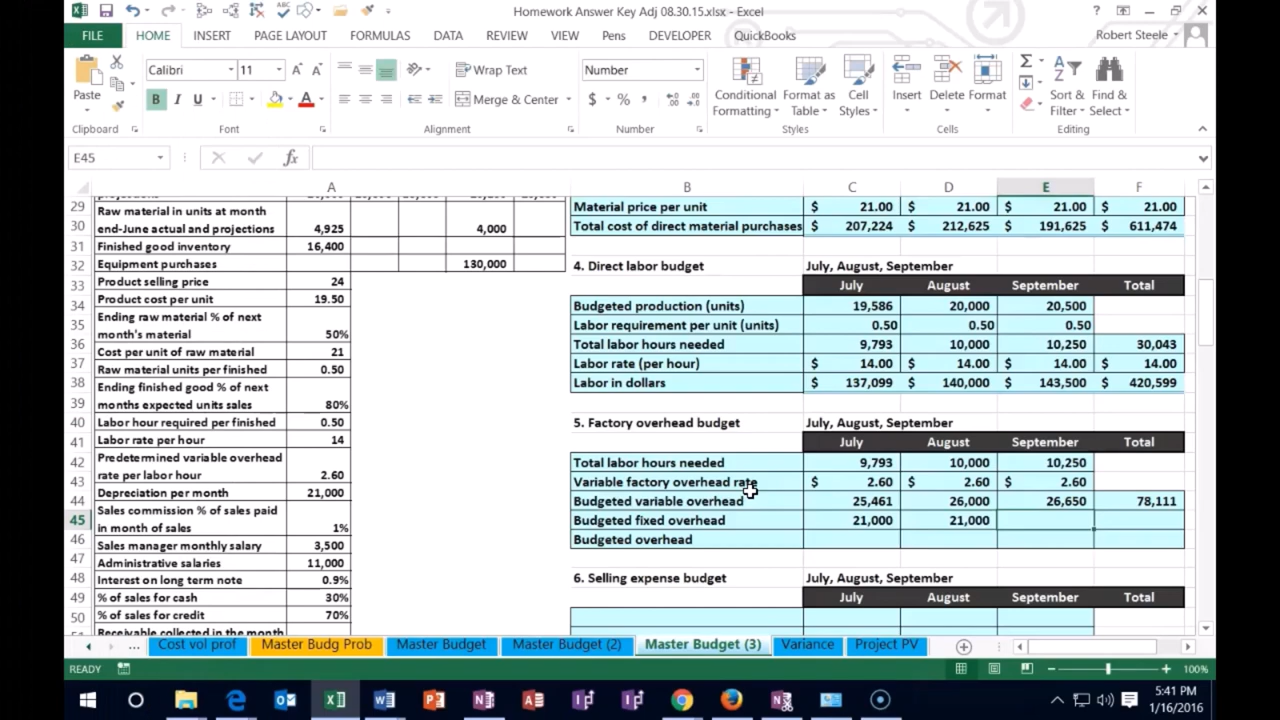 Homework Answer Key Adj 08.30.15.xlsx - Excel
FILE HOME INSERT PAGE LAYOUT FORMULAS DATA REVIEW VIEW Pens DEVELOPER QuickBooks Robert Steele
Calibri 11 Wrap Text Number
Paste B I U A Merge & Center $ % , Conditional Formatting Format as Table Cell Styles Insert Delete Format Sort & Filter Find & Select
Clipboard Font Alignment Number Styles Cells Editing
E45 fx
A B C D E F
29 Raw material in units at month Material price per unit $ 21.00 $ 21.00 $ 21.00 $ 21.00
30 end-June actual and projections 4,925 4,000 Total cost of direct material purchases $ 207,224 $ 212,625 $ 191,625 $ 611,474
31 Finished good inventory 16,400
32 Equipment purchases 130,000 4. Direct labor budget July, August, September
33 Product selling price 24 July August September Total
34 Product cost per unit 19.50 Budgeted production (units) 19,586 20,000 20,500
35 Ending raw material % of next month's material 50% Labor requirement per unit (units) 0.50 0.50 0.50
36 Cost per unit of raw material 21 Total labor hours needed 9,793 10,000 10,250 30,043
37 Raw material units per finished 0.50 Labor rate (per hour) $ 14.00 $ 14.00 $ 14.00 $ 14.00
38 Ending finished good % of next Labor in dollars $ 137,099 $ 140,000 $ 143,500 $ 420,599
39 months expected units sales 80%
40 Labor hour required per finished 0.50 5. Factory overhead budget July, August, September
41 Labor rate per hour 14 July August September Total
42 Predetermined variable overhead Total labor hours needed 9,793 10,000 10,250
43 rate per labor hour 2.60 Variable factory overhead rate $ 2.60 $ 2.60 $ 2.60
44 Depreciation per month 21,000 Budgeted variable overhead 25,461 26,000 26,650 78,111
45 Sales commission % of sales paid in month of sales 1% Budgeted fixed overhead 21,000 21,000
46 Sales manager monthly salary 3,500 Budgeted overhead
47 Administrative salaries 11,000
48 Interest on long term note 0.9% 6. Selling expense budget July, August, September
49 % of sales for cash 30% July August September Total
50 % of sales for credit 70%
Receivable collected in the month
... Cost vol prof Master Budg Prob Master Budget Master Budget (2) Master Budget (3) Variance Project PV
READY 100%
5:41 PM
1/16/2016